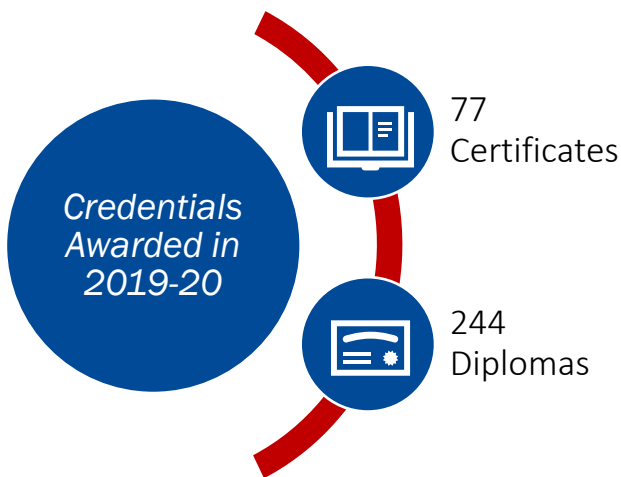 Credentials
Awarded in
2019-20
77
Certificates
244
Diplomas